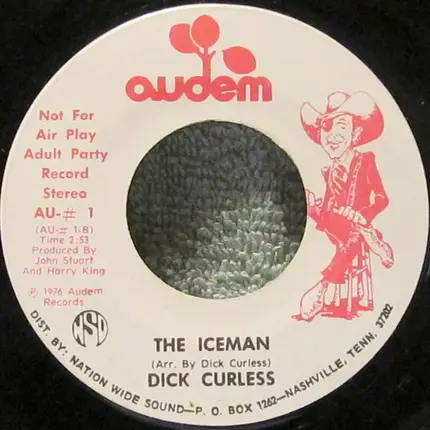 audem
Not For
Air Play
Adult Party
Record
Stereo
AU-# 1
(AU-# 1-B)
Time 2:53
Produced By
John Stuart
And Harry King
℗ 1976 Audem
Records
NSD
THE ICEMAN
(Arr. By Dick Curless)
DICK CURLESS
DIST. BY: NATION WIDE SOUND—P. O. BOX 1262—NASHVILLE, TENN. 37202